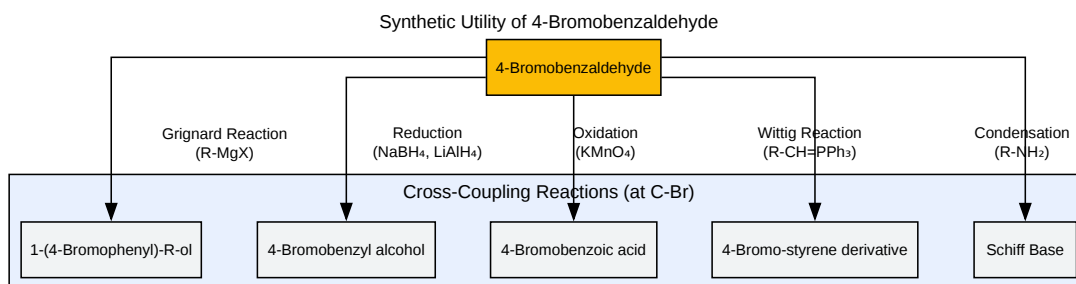 Synthetic Utility of 4-Bromobenzaldehyde
4-Bromobenzaldehyde
Grignard Reaction
(R-MgX)
Reduction
(NaBH₄, LiAlH₄)
Oxidation
(KMnO₄)
Wittig Reaction
(R-CH=PPh₃)
Condensation
(R-NH₂)
Cross-Coupling Reactions (at C-Br)
1-(4-Bromophenyl)-R-ol
4-Bromobenzyl alcohol
4-Bromobenzoic acid
4-Bromo-styrene derivative
Schiff Base